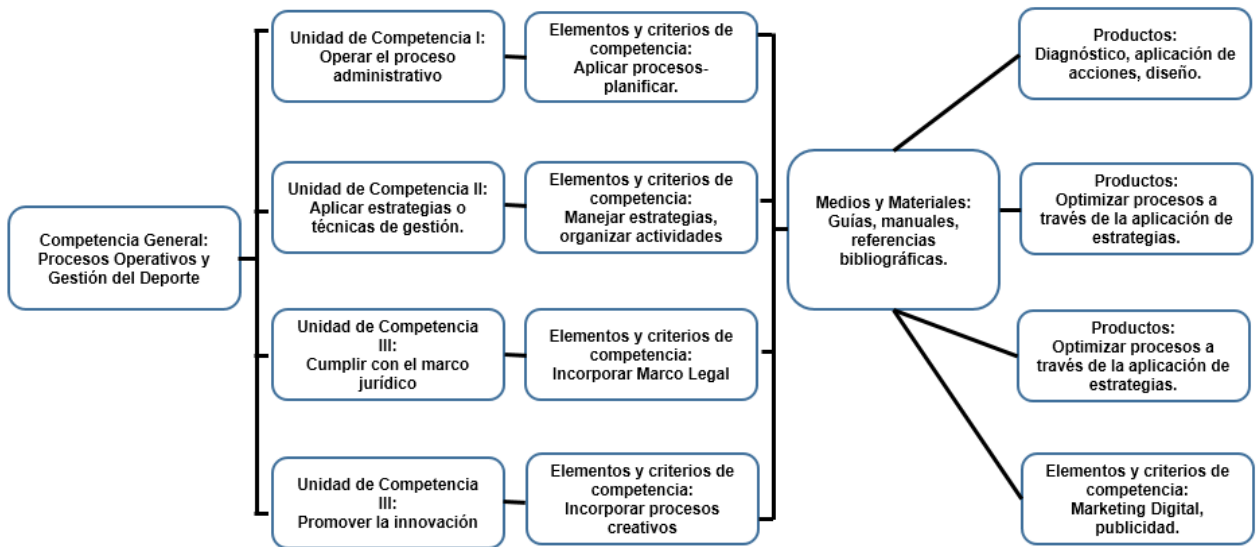 Competencia General:
Procesos Operativos y
Gestión del Deporte
Unidad de Competencia I:
Operar el proceso
administrativo
Elementos y criterios de
competencia:
Aplicar procesos-
planificar.
Unidad de Competencia II:
Aplicar estrategias o
técnicas de gestión.
Elementos y criterios de
competencia:
Manejar estrategias,
organizar actividades
Unidad de Competencia
III:
Cumplir con el marco
jurídico
Elementos y criterios de
competencia:
Incorporar Marco Legal
Unidad de Competencia
III:
Promover la innovación
Elementos y criterios de
competencia:
Incorporar procesos
creativos
Medios y Materiales:
Guías, manuales,
referencias
bibliográficas.
Productos:
Diagnóstico, aplicación de
acciones, diseño.
Productos:
Optimizar procesos a
través de la aplicación de
estrategias.
Productos:
Optimizar procesos a
través de la aplicación de
estrategias.
Elementos y criterios de
competencia:
Marketing Digital,
publicidad.